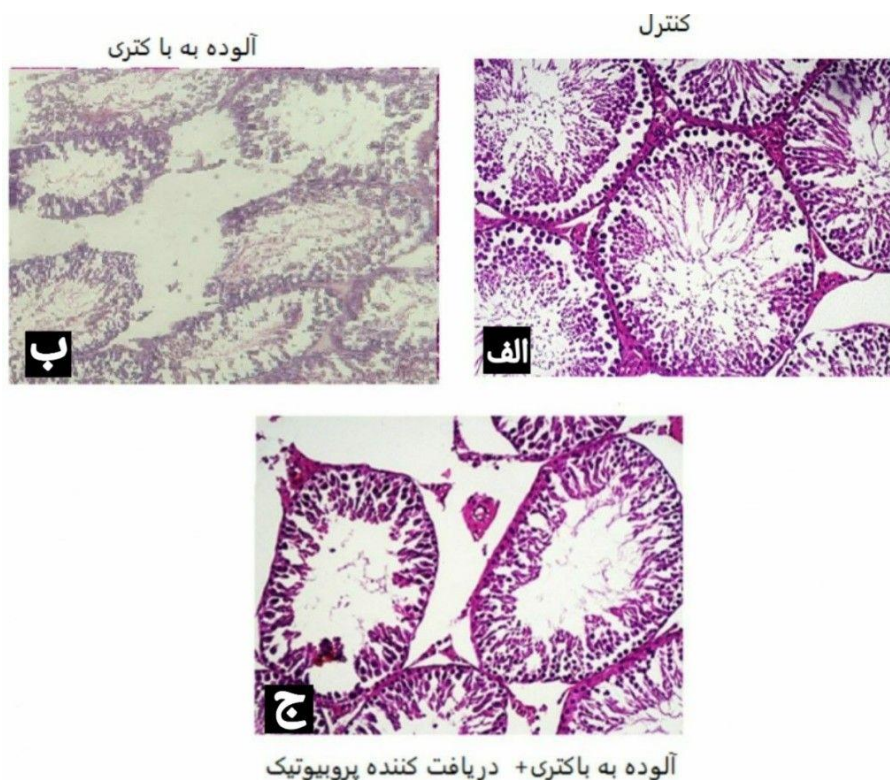 کنترل
آلوده به با کتری
الف
ب
ج
آلوده به باکتری+ دریافت کننده پروبیوتیک